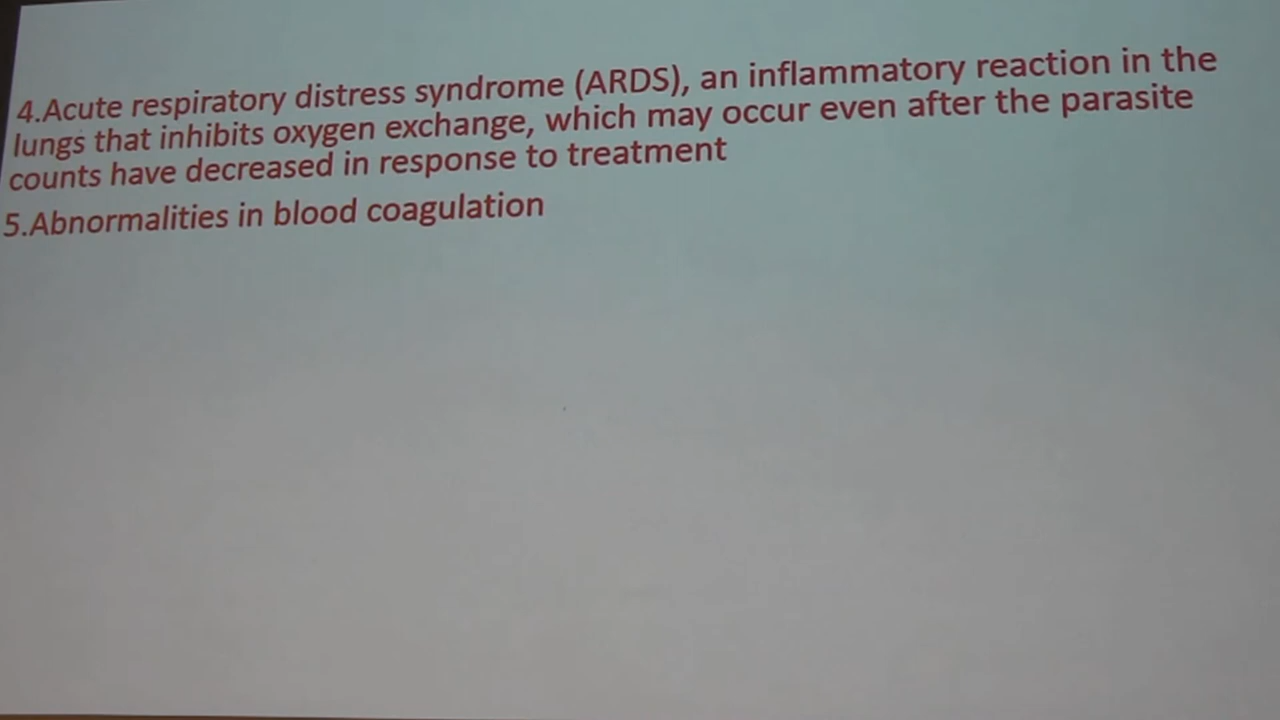 4.Acute respiratory distress syndrome (ARDS), an inflammatory reaction in the
lungs that inhibits oxygen exchange, which may occur even after the parasite
counts have decreased in response to treatment
5.Abnormalities in blood coagulation